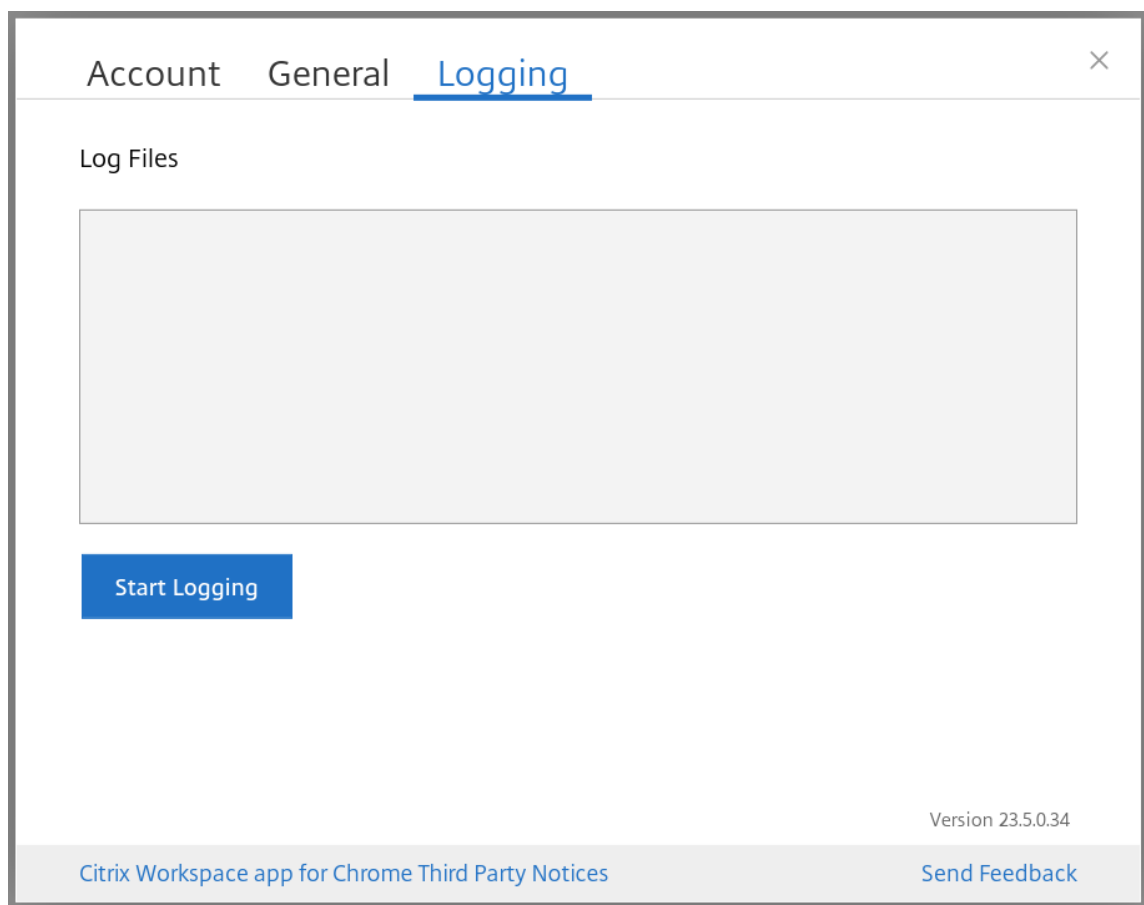 Account General Logging
Log Files
Start Logging
Version 23.5.0.34
Citrix Workspace app for Chrome Third Party Notices Send Feedback